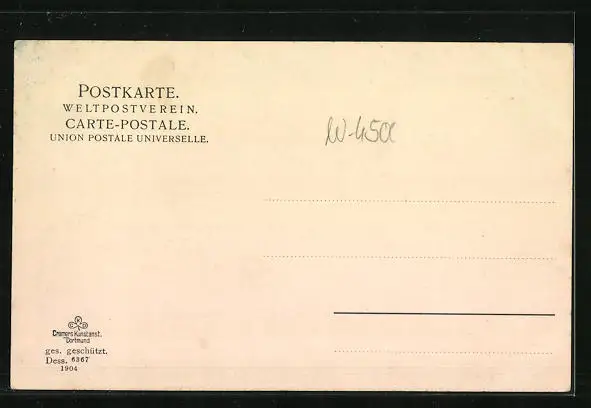 POSTKARTE.
WELTPOSTVEREIN.
CARTE-POSTALE.
UNION POSTALE UNIVERSELLE.
W-450
Cramers Kunstanst.
Dortmund
ges. geschützt.
Dess. 6367
1904